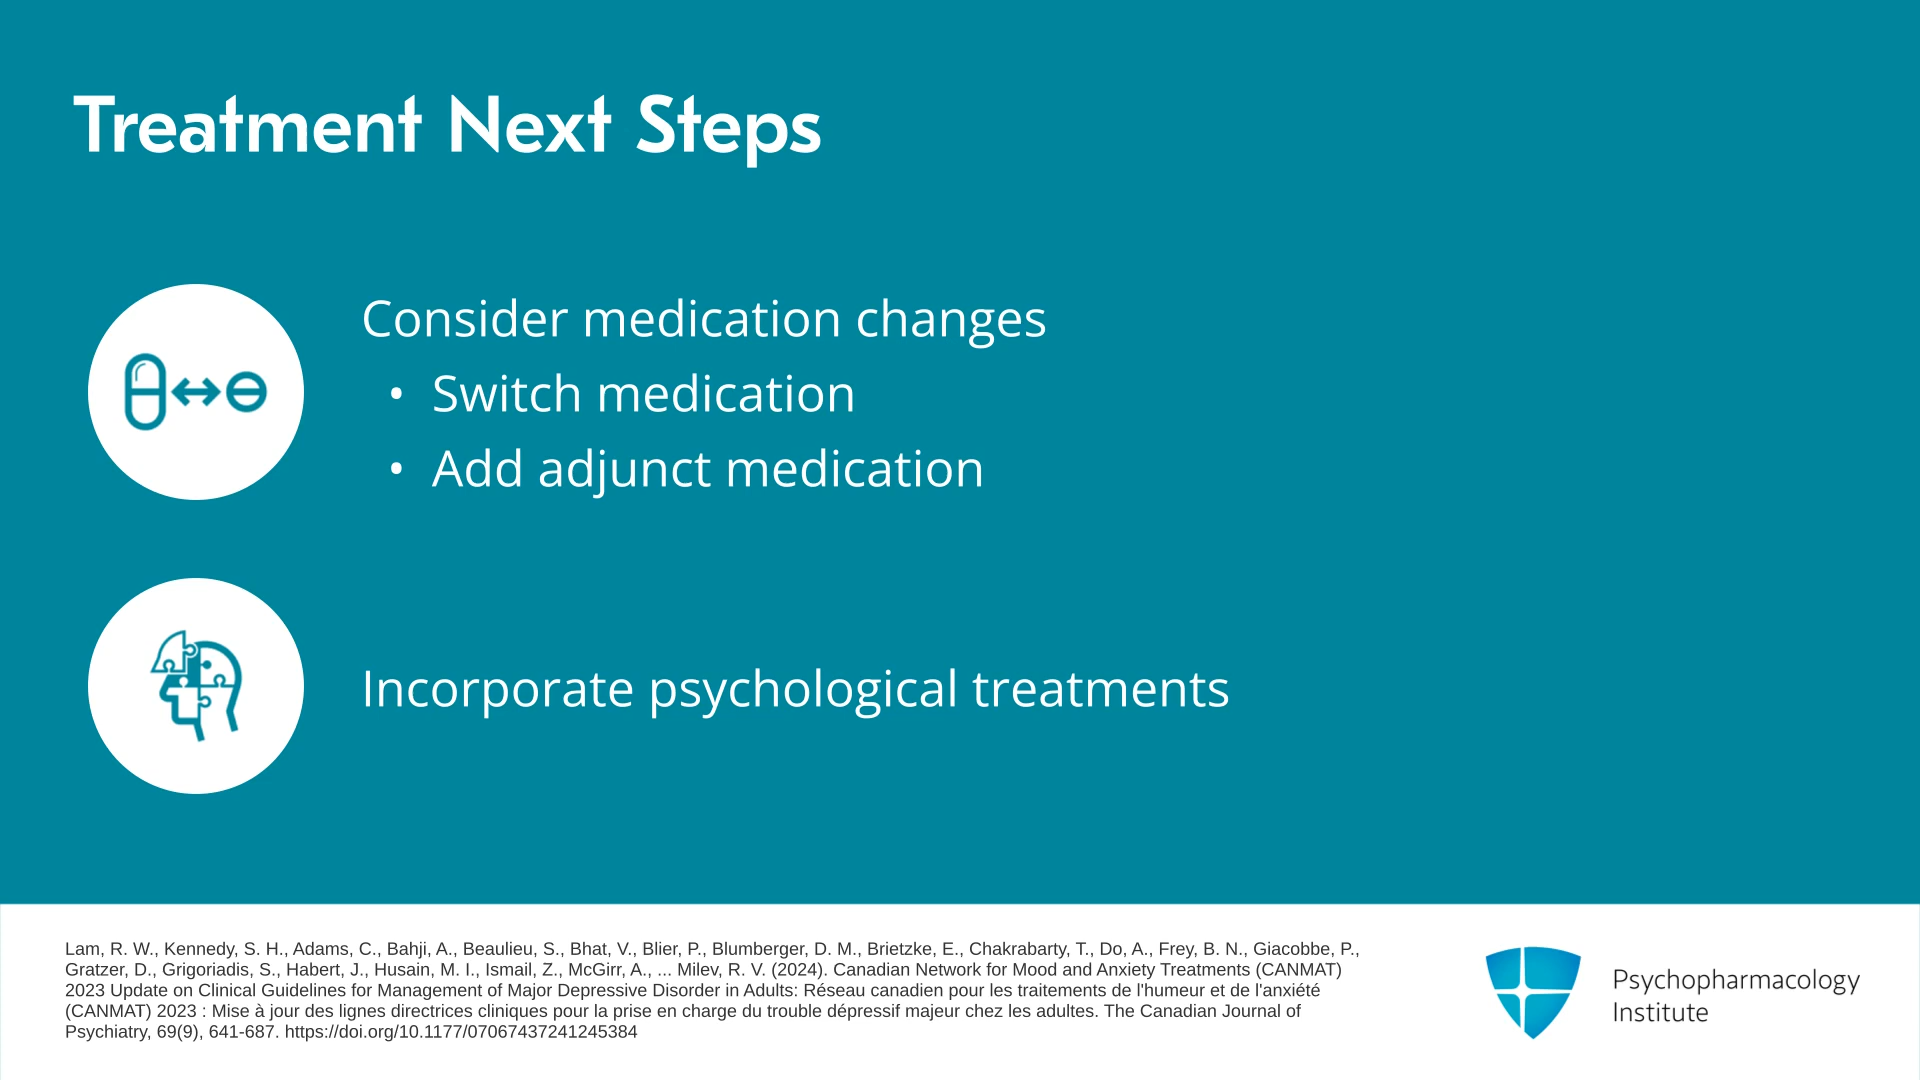 Treatment Next Steps
Consider medication changes
• Switch medication
• Add adjunct medication
Incorporate psychological treatments
Lam, R. W., Kennedy, S. H., Adams, C., Bahji, A., Beaulieu, S., Bhat, V., Blier, P., Blumberger, D. M., Brietzke, E., Chakrabarty, T., Do, A., Frey, B. N., Giacobbe, P.,
Gratzer, D., Grigoriadis, S., Habert, J., Husain, M. I., Ismail, Z., McGirr, A., ... Milev, R. V. (2024). Canadian Network for Mood and Anxiety Treatments (CANMAT)
2023 Update on Clinical Guidelines for Management of Major Depressive Disorder in Adults: Réseau canadien pour les traitements de l'humeur et de l'anxiété
(CANMAT) 2023 : Mise à jour des lignes directrices cliniques pour la prise en charge du trouble dépressif majeur chez les adultes. The Canadian Journal of
Psychiatry, 69(9), 641-687. https://doi.org/10.1177/07067437241245384
Psychopharmacology
Institute